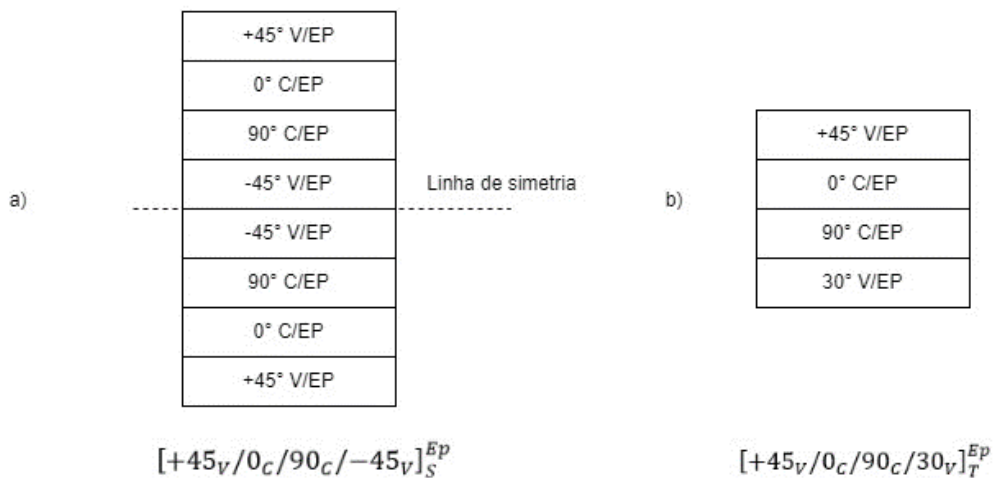 a)
+45° V/EP
0° C/EP
90° C/EP
-45° V/EP
Linha de simetria
-45° V/EP
90° C/EP
0° C/EP
+45° V/EP
[+45_V/0_C/90_C/−45_V]_S^{Ep}
b)
+45° V/EP
0° C/EP
90° C/EP
30° V/EP
[+45_V/0_C/90_C/30_V]_T^{Ep}